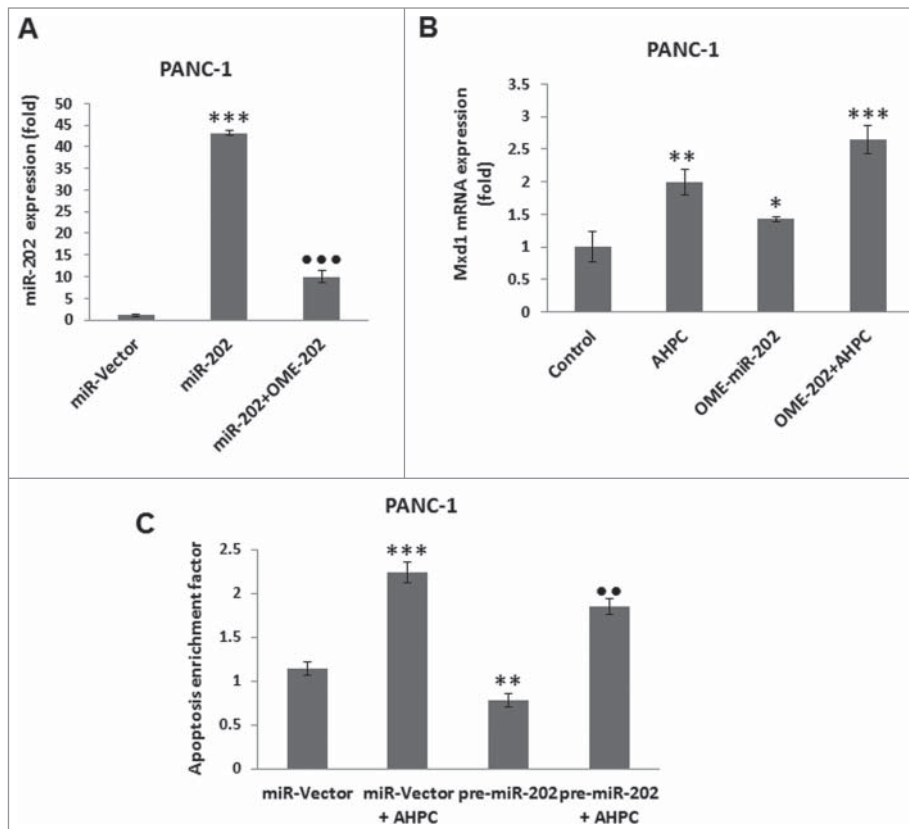 A
PANC-1
miR-202 expression (fold)
50
45
40
35
30
25
20
15
10
5
0
***
●●●
miR-Vector
miR-202
miR-202+OME-202
B
PANC-1
Mxd1 mRNA expression
(fold)
3.5
3
2.5
2
1.5
1
0.5
0
**
*
***
Control
AHPC
OME-miR-202
OME-202+AHPC
C
PANC-1
Apoptosis enrichment factor
2.5
2
1.5
1
0.5
0
***
**
●●
miR-Vector
miR-Vector
+ AHPC
pre-miR-202
pre-miR-202
+ AHPC